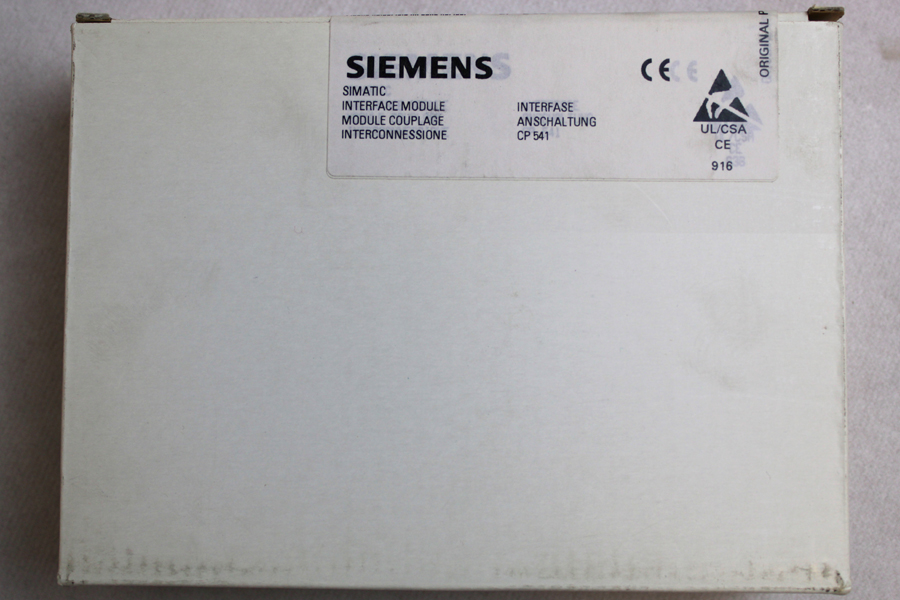 SIEMENS
SIMATIC
INTERFACE MODULE
MODULE COUPLAGE
INTERCONNESSIONE
INTERFASE
ANSCHALTUNG
CP 541
CE
UL/CSA
CE
916
ORIGINAL